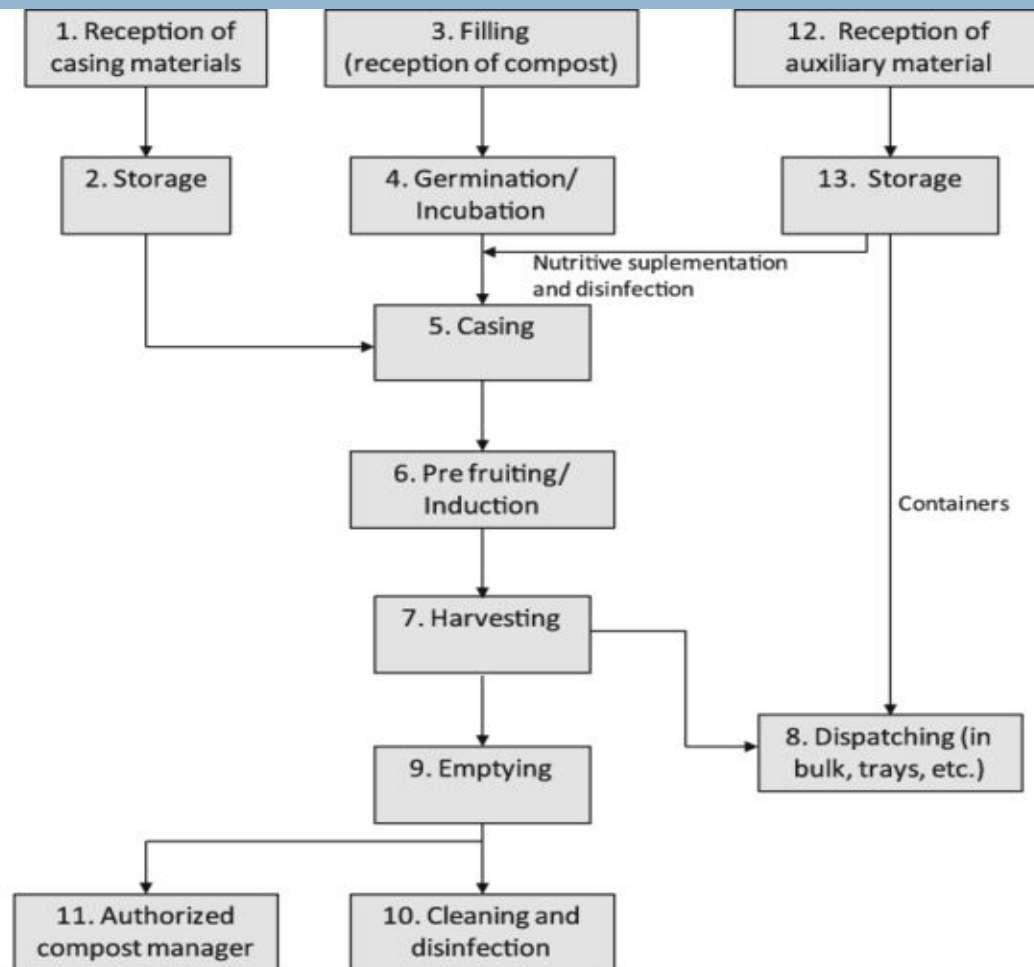 1. Reception of
casing materials
3. Filling
(reception of compost)
12. Reception of
auxiliary material
2. Storage
4. Germination/
Incubation
13. Storage
Nutritive suplementation
and disinfection
5. Casing
6. Pre fruiting/
Induction
Containers
7. Harvesting
8. Dispatching (in
bulk, trays, etc.)
9. Emptying
11. Authorized
compost manager
10. Cleaning and
disinfection